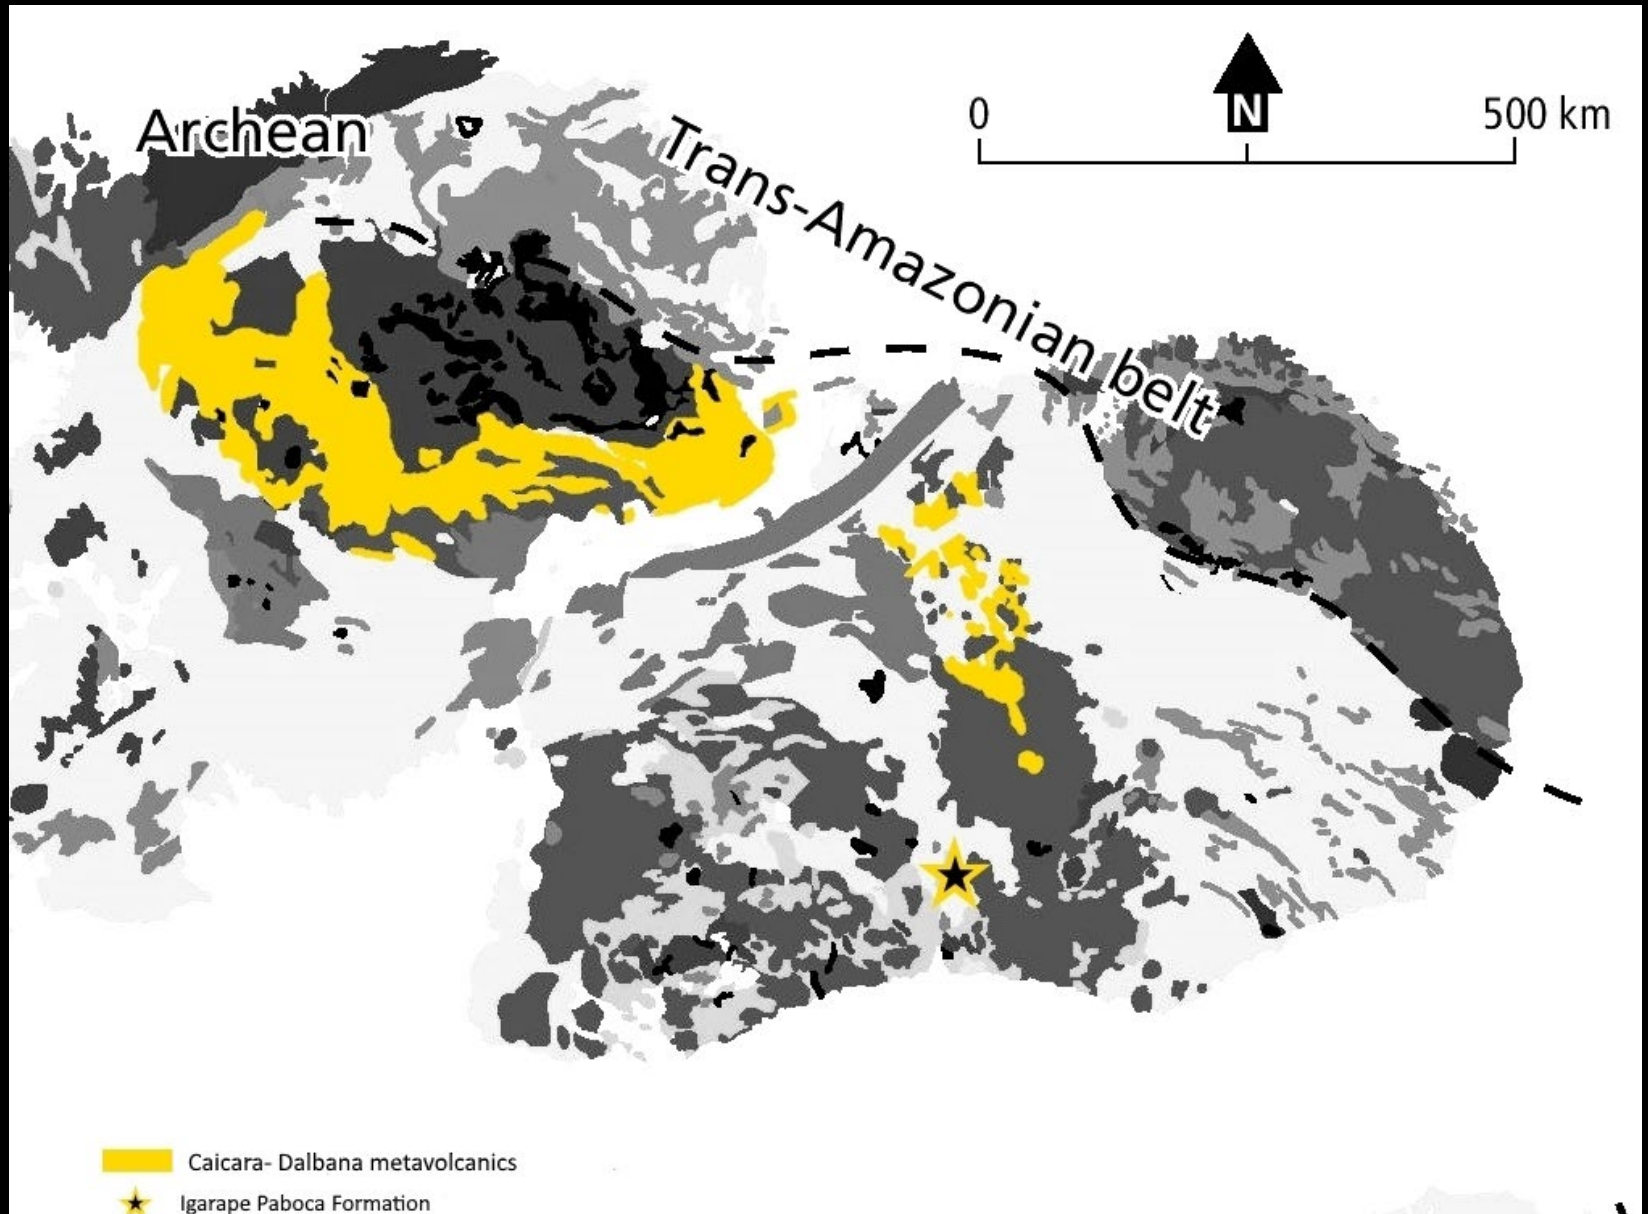 Archean
Trans-Amazonian belt
0
N
500 km
Caicara- Dalbana metavolcanics
Igarape Paboca Formation